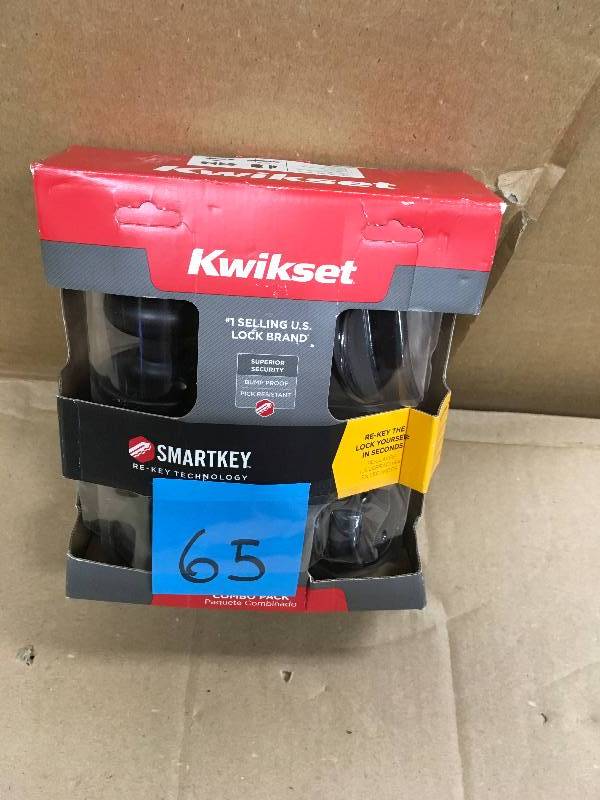 Kwikset
Kwikset
#1 SELLING U.S.
LOCK BRAND
SUPERIOR
SECURITY
BUMP PROOF
PICK RESISTANT
SMARTKEY
RE-KEY TECHNOLOGY
RE-KEY THE
LOCK YOURSELF
IN SECONDS
65
COMBO PACK
Paquete Combinado